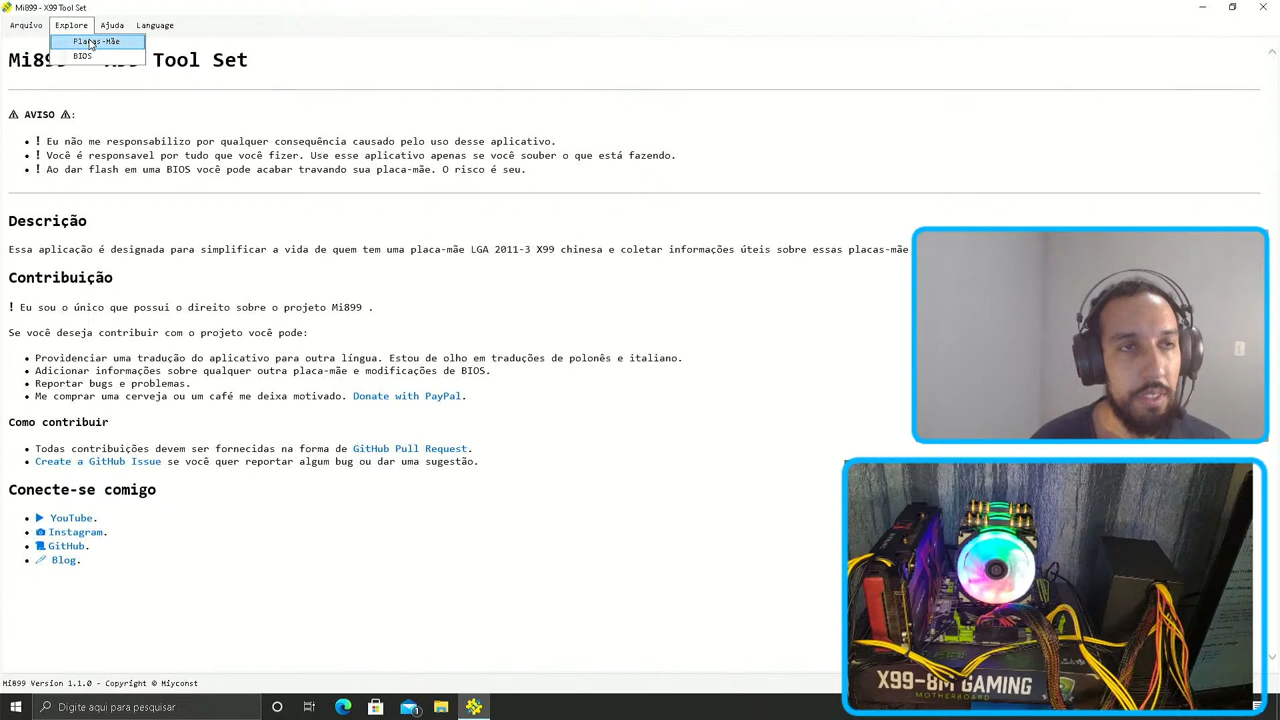 Mi899 - X99 Tool Set
Arquivo Explore Ajuda Language
Placas-Mãe
BIOS
Mi899 - X99 Tool Set
⚠ AVISO ⚠:
• ! Eu não me responsabilizo por qualquer consequência causado pelo uso desse aplicativo.
• ! Você é responsavel por tudo que você fizer. Use esse aplicativo apenas se você souber o que está fazendo.
• ! Ao dar flash em uma BIOS você pode acabar travando sua placa-mãe. O risco é seu.
Descrição
Essa aplicação é designada para simplificar a vida de quem tem uma placa-mãe LGA 2011-3 X99 chinesa e coletar informações úteis sobre essas placas-mãe
Contribuição
! Eu sou o único que possui o direito sobre o projeto Mi899 .
Se você deseja contribuir com o projeto você pode:
• Providenciar uma tradução do aplicativo para outra língua. Estou de olho em traduções de polonês e italiano.
• Adicionar informações sobre qualquer outra placa-mãe e modificações de BIOS.
• Reportar bugs e problemas.
• Me comprar uma cerveja ou um café me deixa motivado. Donate with PayPal.
Como contribuir
• Todas contribuições devem ser fornecidas na forma de GitHub Pull Request.
• Create a GitHub Issue se você quer reportar algum bug ou dar uma sugestão.
Conecte-se comigo
• YouTube.
• Instagram.
• GitHub.
• Blog.
X99-8M GAMING
MOTHERBOARD
Mi899 Version 1.1.0 - Copyright © Miyconst
Digite aqui para pesquisar
1